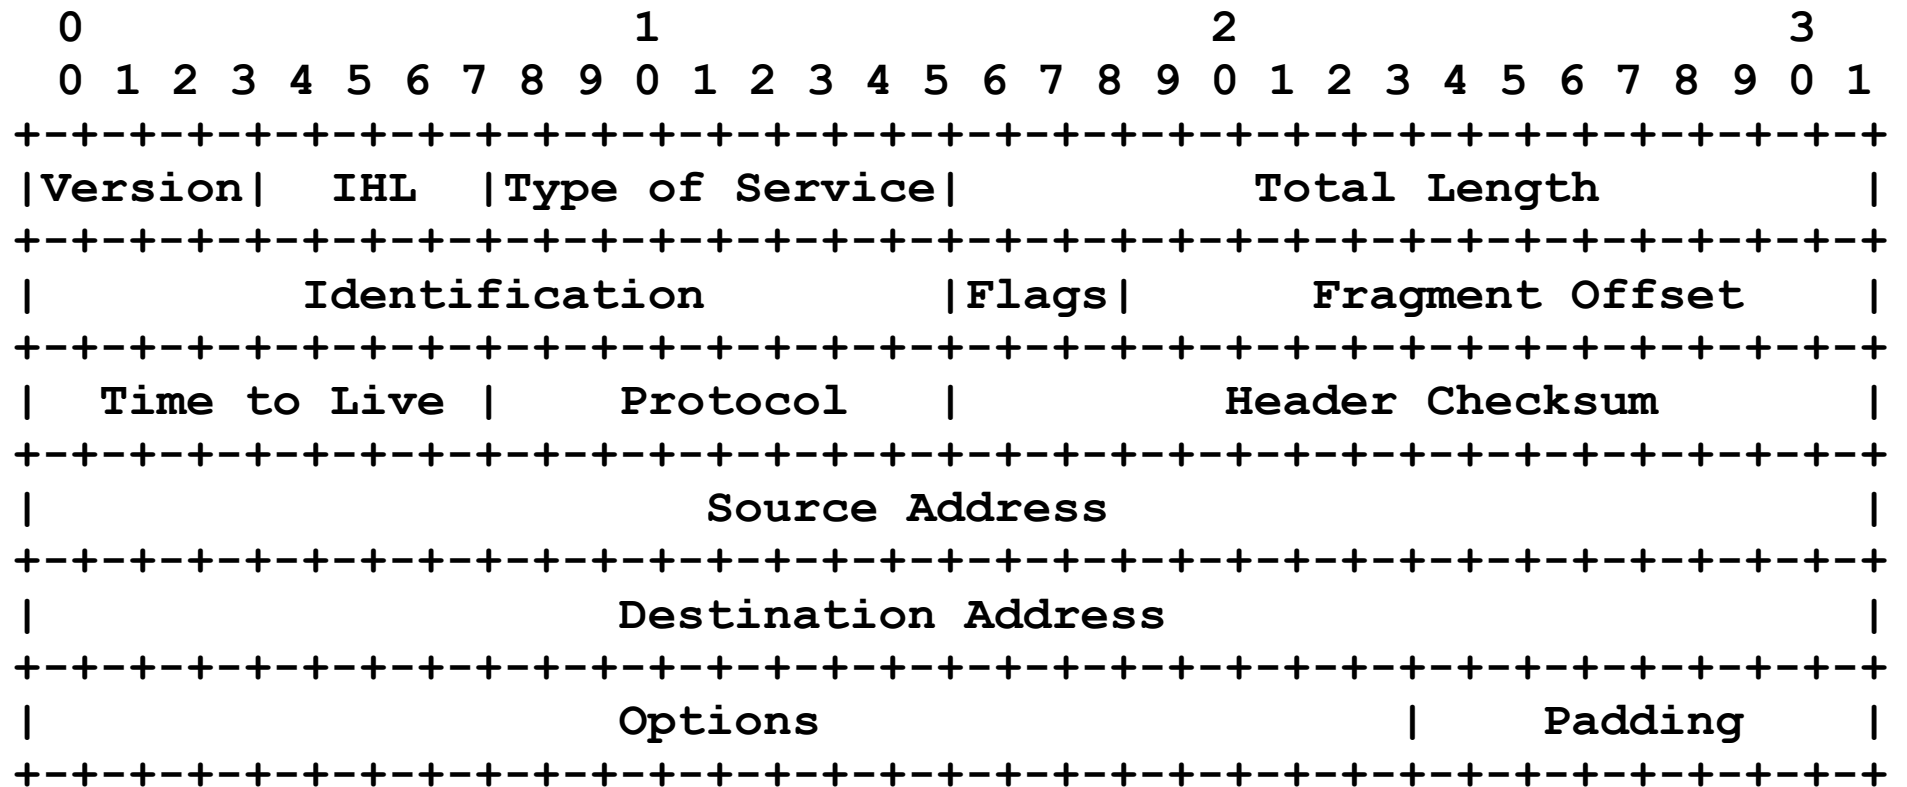 0                   1                   2                   3
 0 1 2 3 4 5 6 7 8 9 0 1 2 3 4 5 6 7 8 9 0 1 2 3 4 5 6 7 8 9 0 1
+-+-+-+-+-+-+-+-+-+-+-+-+-+-+-+-+-+-+-+-+-+-+-+-+-+-+-+-+-+-+-+-+
|Version|  IHL  |Type of Service|          Total Length         |
+-+-+-+-+-+-+-+-+-+-+-+-+-+-+-+-+-+-+-+-+-+-+-+-+-+-+-+-+-+-+-+-+
|         Identification        |Flags|      Fragment Offset    |
+-+-+-+-+-+-+-+-+-+-+-+-+-+-+-+-+-+-+-+-+-+-+-+-+-+-+-+-+-+-+-+-+
|  Time to Live |    Protocol   |         Header Checksum       |
+-+-+-+-+-+-+-+-+-+-+-+-+-+-+-+-+-+-+-+-+-+-+-+-+-+-+-+-+-+-+-+-+
|                       Source Address                          |
+-+-+-+-+-+-+-+-+-+-+-+-+-+-+-+-+-+-+-+-+-+-+-+-+-+-+-+-+-+-+-+-+
|                    Destination Address                        |
+-+-+-+-+-+-+-+-+-+-+-+-+-+-+-+-+-+-+-+-+-+-+-+-+-+-+-+-+-+-+-+-+
|                    Options                    |    Padding    |
+-+-+-+-+-+-+-+-+-+-+-+-+-+-+-+-+-+-+-+-+-+-+-+-+-+-+-+-+-+-+-+-+